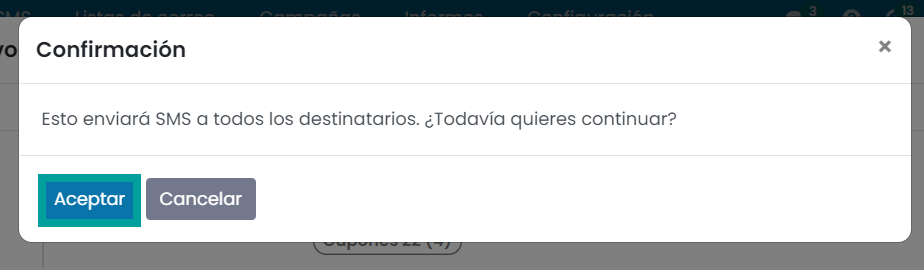 SMS Listas de correo Campañas Informes Configuración 3 13
Confirmación ×
Esto enviará SMS a todos los destinatarios. ¿Todavía quieres continuar?
Aceptar Cancelar
Cupones 22 (4)